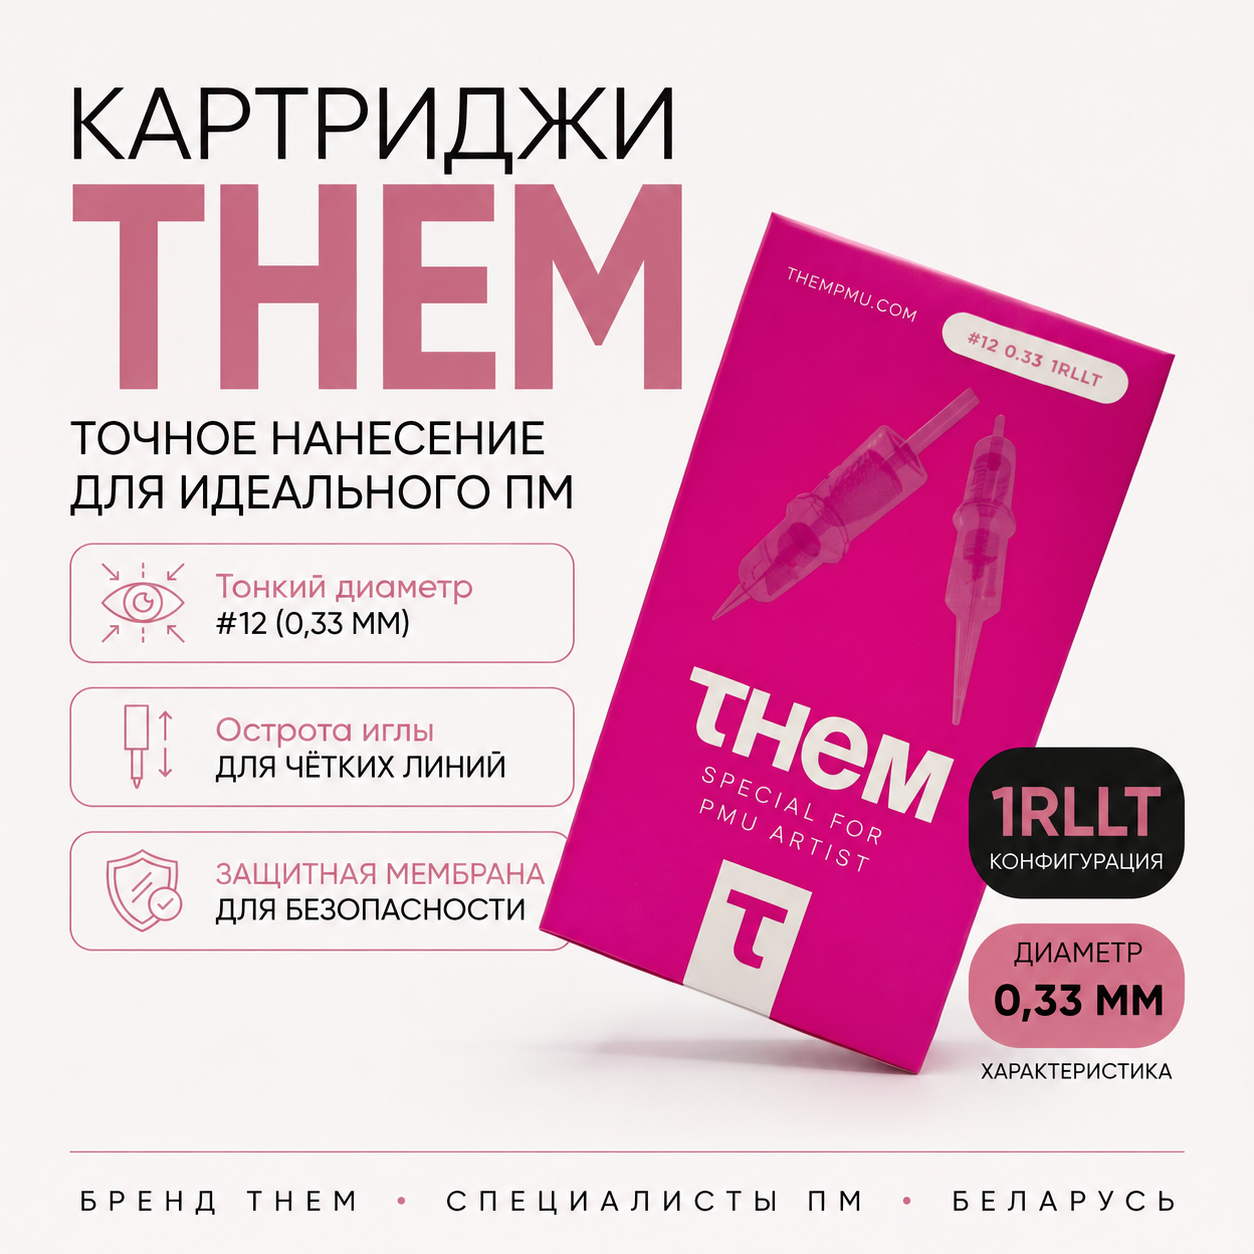 КАРТРИДЖИ
THEM
ТОЧНОЕ НАНЕСЕНИЕ
ДЛЯ ИДЕАЛЬНОГО ПМ
Тонкий диаметр
#12 (0,33 ММ)
Острота иглы
ДЛЯ ЧЁТКИХ ЛИНИЙ
ЗАЩИТНАЯ МЕМБРАНА
ДЛЯ БЕЗОПАСНОСТИ
THEMPMU.COM
#12 0.33 1RLLT
THEM
SPECIAL FOR
PMU ARTIST
T
1RLLT
КОНФИГУРАЦИЯ
ДИАМЕТР
0,33 ММ
ХАРАКТЕРИСТИКА
БРЕНД THEM • СПЕЦИАЛИСТЫ ПМ • БЕЛАРУСЬ